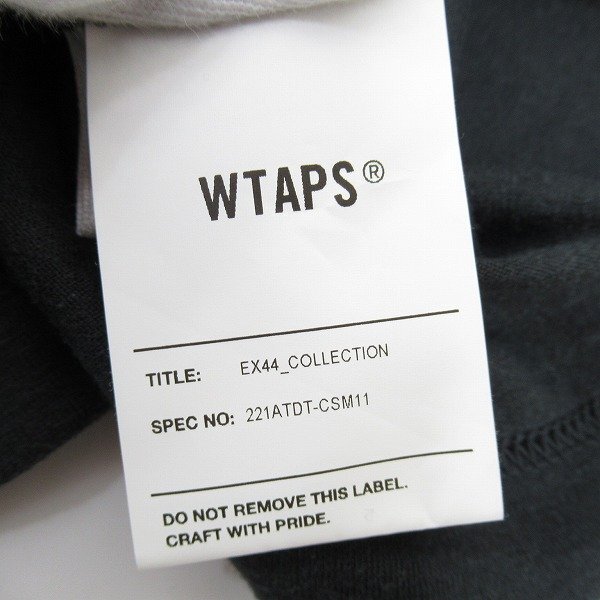 WTAPS®
TITLE: EX44_COLLECTION
SPEC NO: 221ATDT-CSM11
DO NOT REMOVE THIS LABEL.
CRAFT WITH PRIDE.